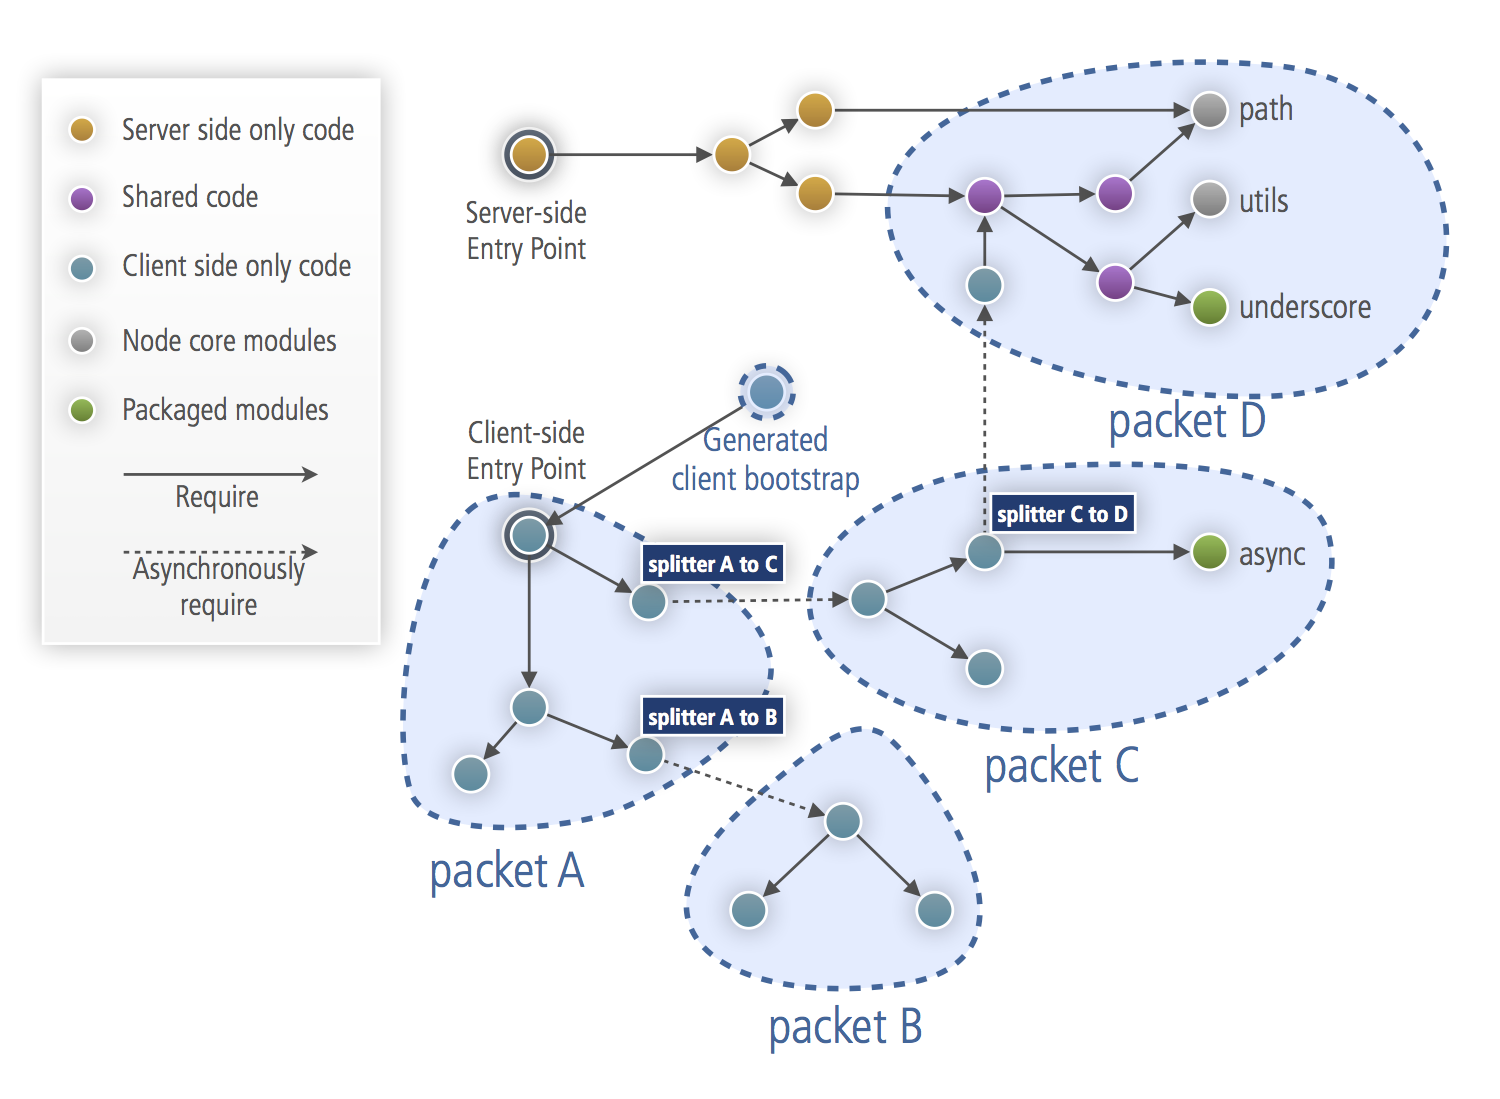 Server side only code
Shared code
Client side only code
Node core modules
Packaged modules
Require
Asynchronously
require
Server-side
Entry Point
path
utils
underscore
packet D
Generated
client bootstrap
Client-side
Entry Point
splitter A to C
splitter A to B
packet A
splitter C to D
async
packet C
packet B